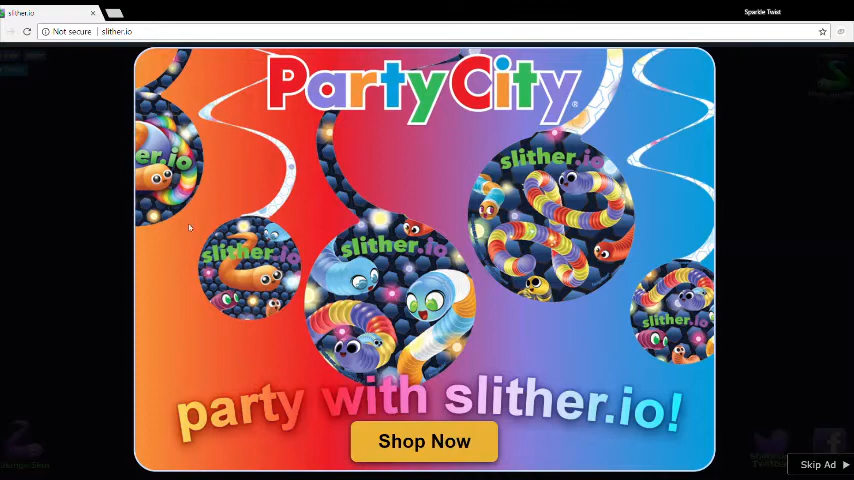 slither.io
Sparkle Twist
Not secure
slither.io
Party City
slither.io
her.io
slither.io
slither.io
slither.io
party with slither.io!
Shop Now
Skip Ad